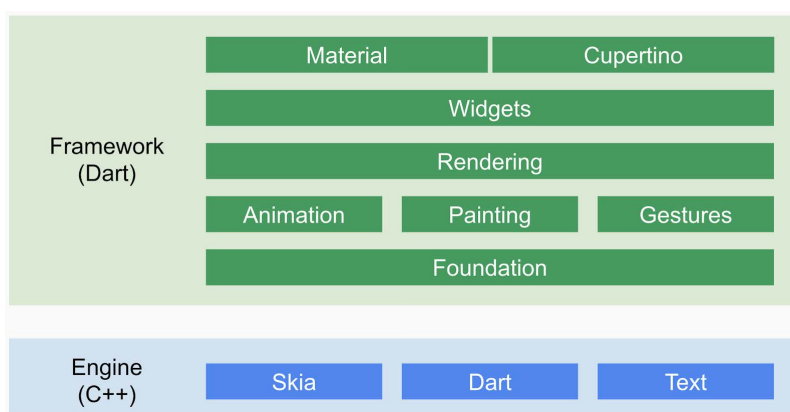 Material
Cupertino
Widgets
Framework
(Dart)
Rendering
Animation
Painting
Gestures
Foundation
Engine
(C++)
Skia
Dart
Text